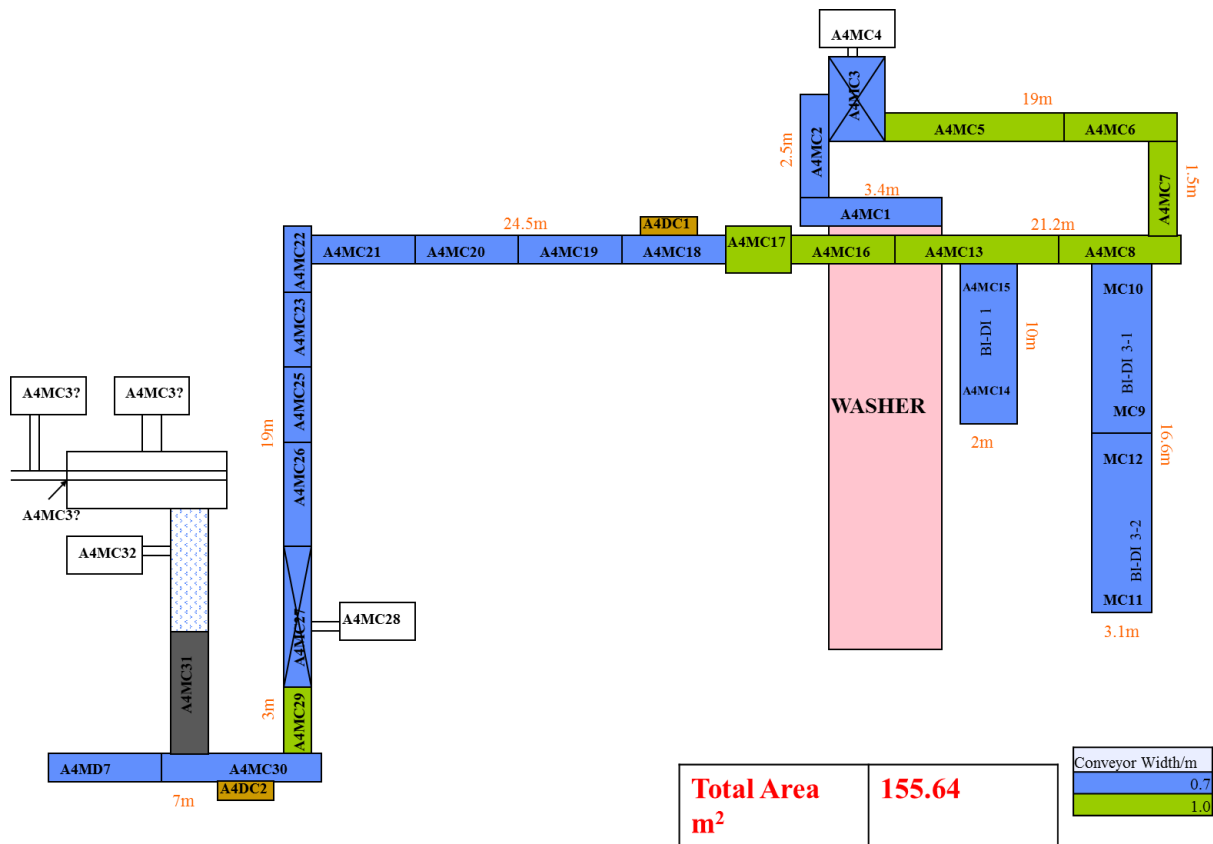 A4MC4
A4MC3
19m
A4MC5
A4MC6
A4MC2
2.5m
A4MC7
1.5m
3.4m
A4MC1
24.5m
A4DC1
21.2m
A4MC22
A4MC21
A4MC20
A4MC19
A4MC18
A4MC17
A4MC16
A4MC13
A4MC8
A4MC15
BI-DI 1
A4MC14
10m
2m
MC10
BI-DI 3-1
MC9
MC12
16.6m
BI-DI 3-2
MC11
3.1m
WASHER
A4MC23
A4MC25
19m
A4MC26
A4MC3?
A4MC3?
A4MC3?
A4MC32
A4MC27
A4MC28
A4MC31
3m
A4MC29
A4MD7
A4MC30
7m
A4DC2
Total Area 155.64
m²
Conveyor Width/m
0.7
1.0